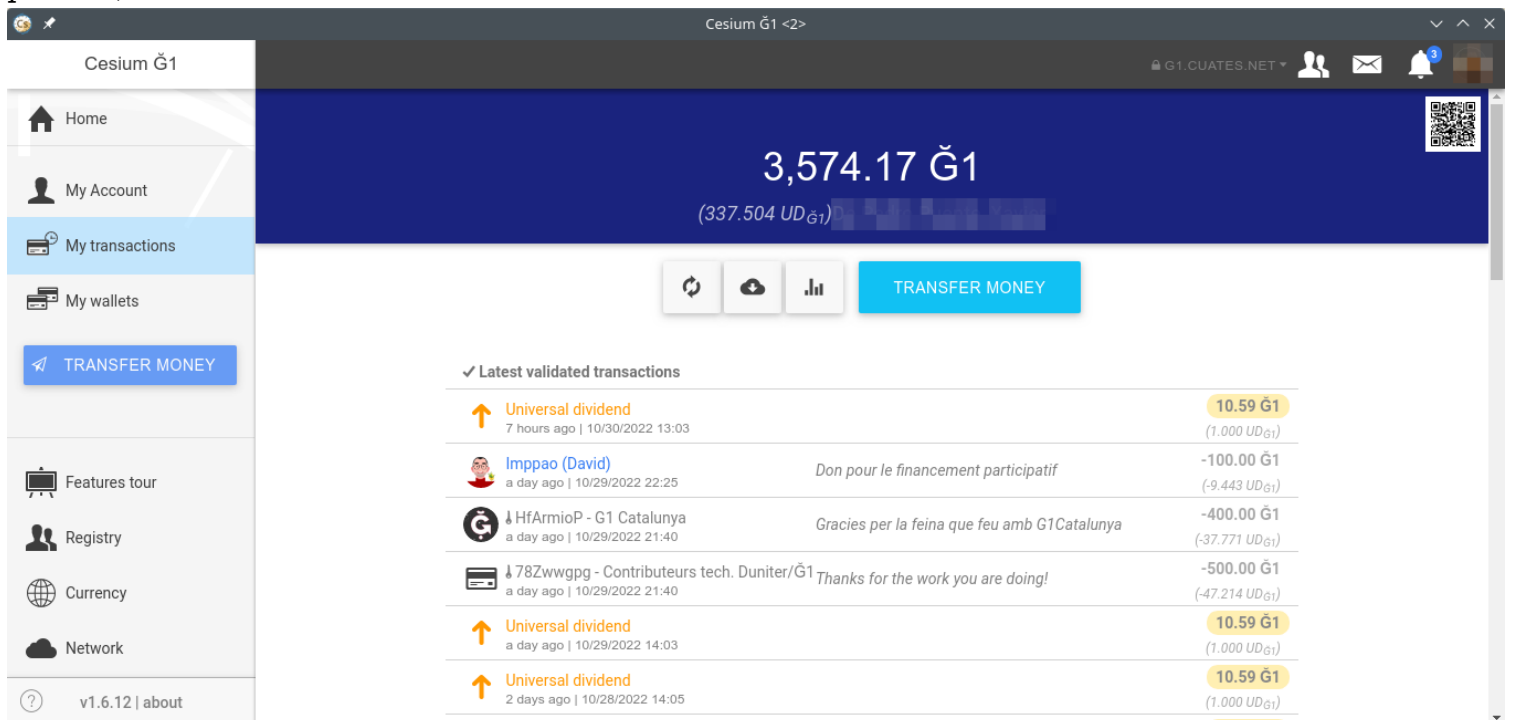 Cesium Ğ1 <2>
Cesium Ğ1
G1.CUATES.NET
3
Home
My Account
My transactions
My wallets
TRANSFER MONEY
Features tour
Registry
Currency
Network
? v1.6.12 | about
3,574.17 Ğ1
(337.504 UDĞ1)
TRANSFER MONEY
Latest validated transactions
Universal dividend 10.59 Ğ1
7 hours ago | 10/30/2022 13:03 (1.000 UDĞ1)
Imppao (David) Don pour le financement participatif -100.00 Ğ1
a day ago | 10/29/2022 22:25 (-9.443 UDĞ1)
HfArmioP - G1 Catalunya Gracies per la feina que feu amb G1Catalunya -400.00 Ğ1
a day ago | 10/29/2022 21:40 (-37.771 UDĞ1)
78Zwwgpg - Contributeurs tech. Duniter/Ğ1 Thanks for the work you are doing! -500.00 Ğ1
a day ago | 10/29/2022 21:40 (-47.214 UDĞ1)
Universal dividend 10.59 Ğ1
a day ago | 10/29/2022 14:03 (1.000 UDĞ1)
Universal dividend 10.59 Ğ1
2 days ago | 10/28/2022 14:05 (1.000 UDĞ1)